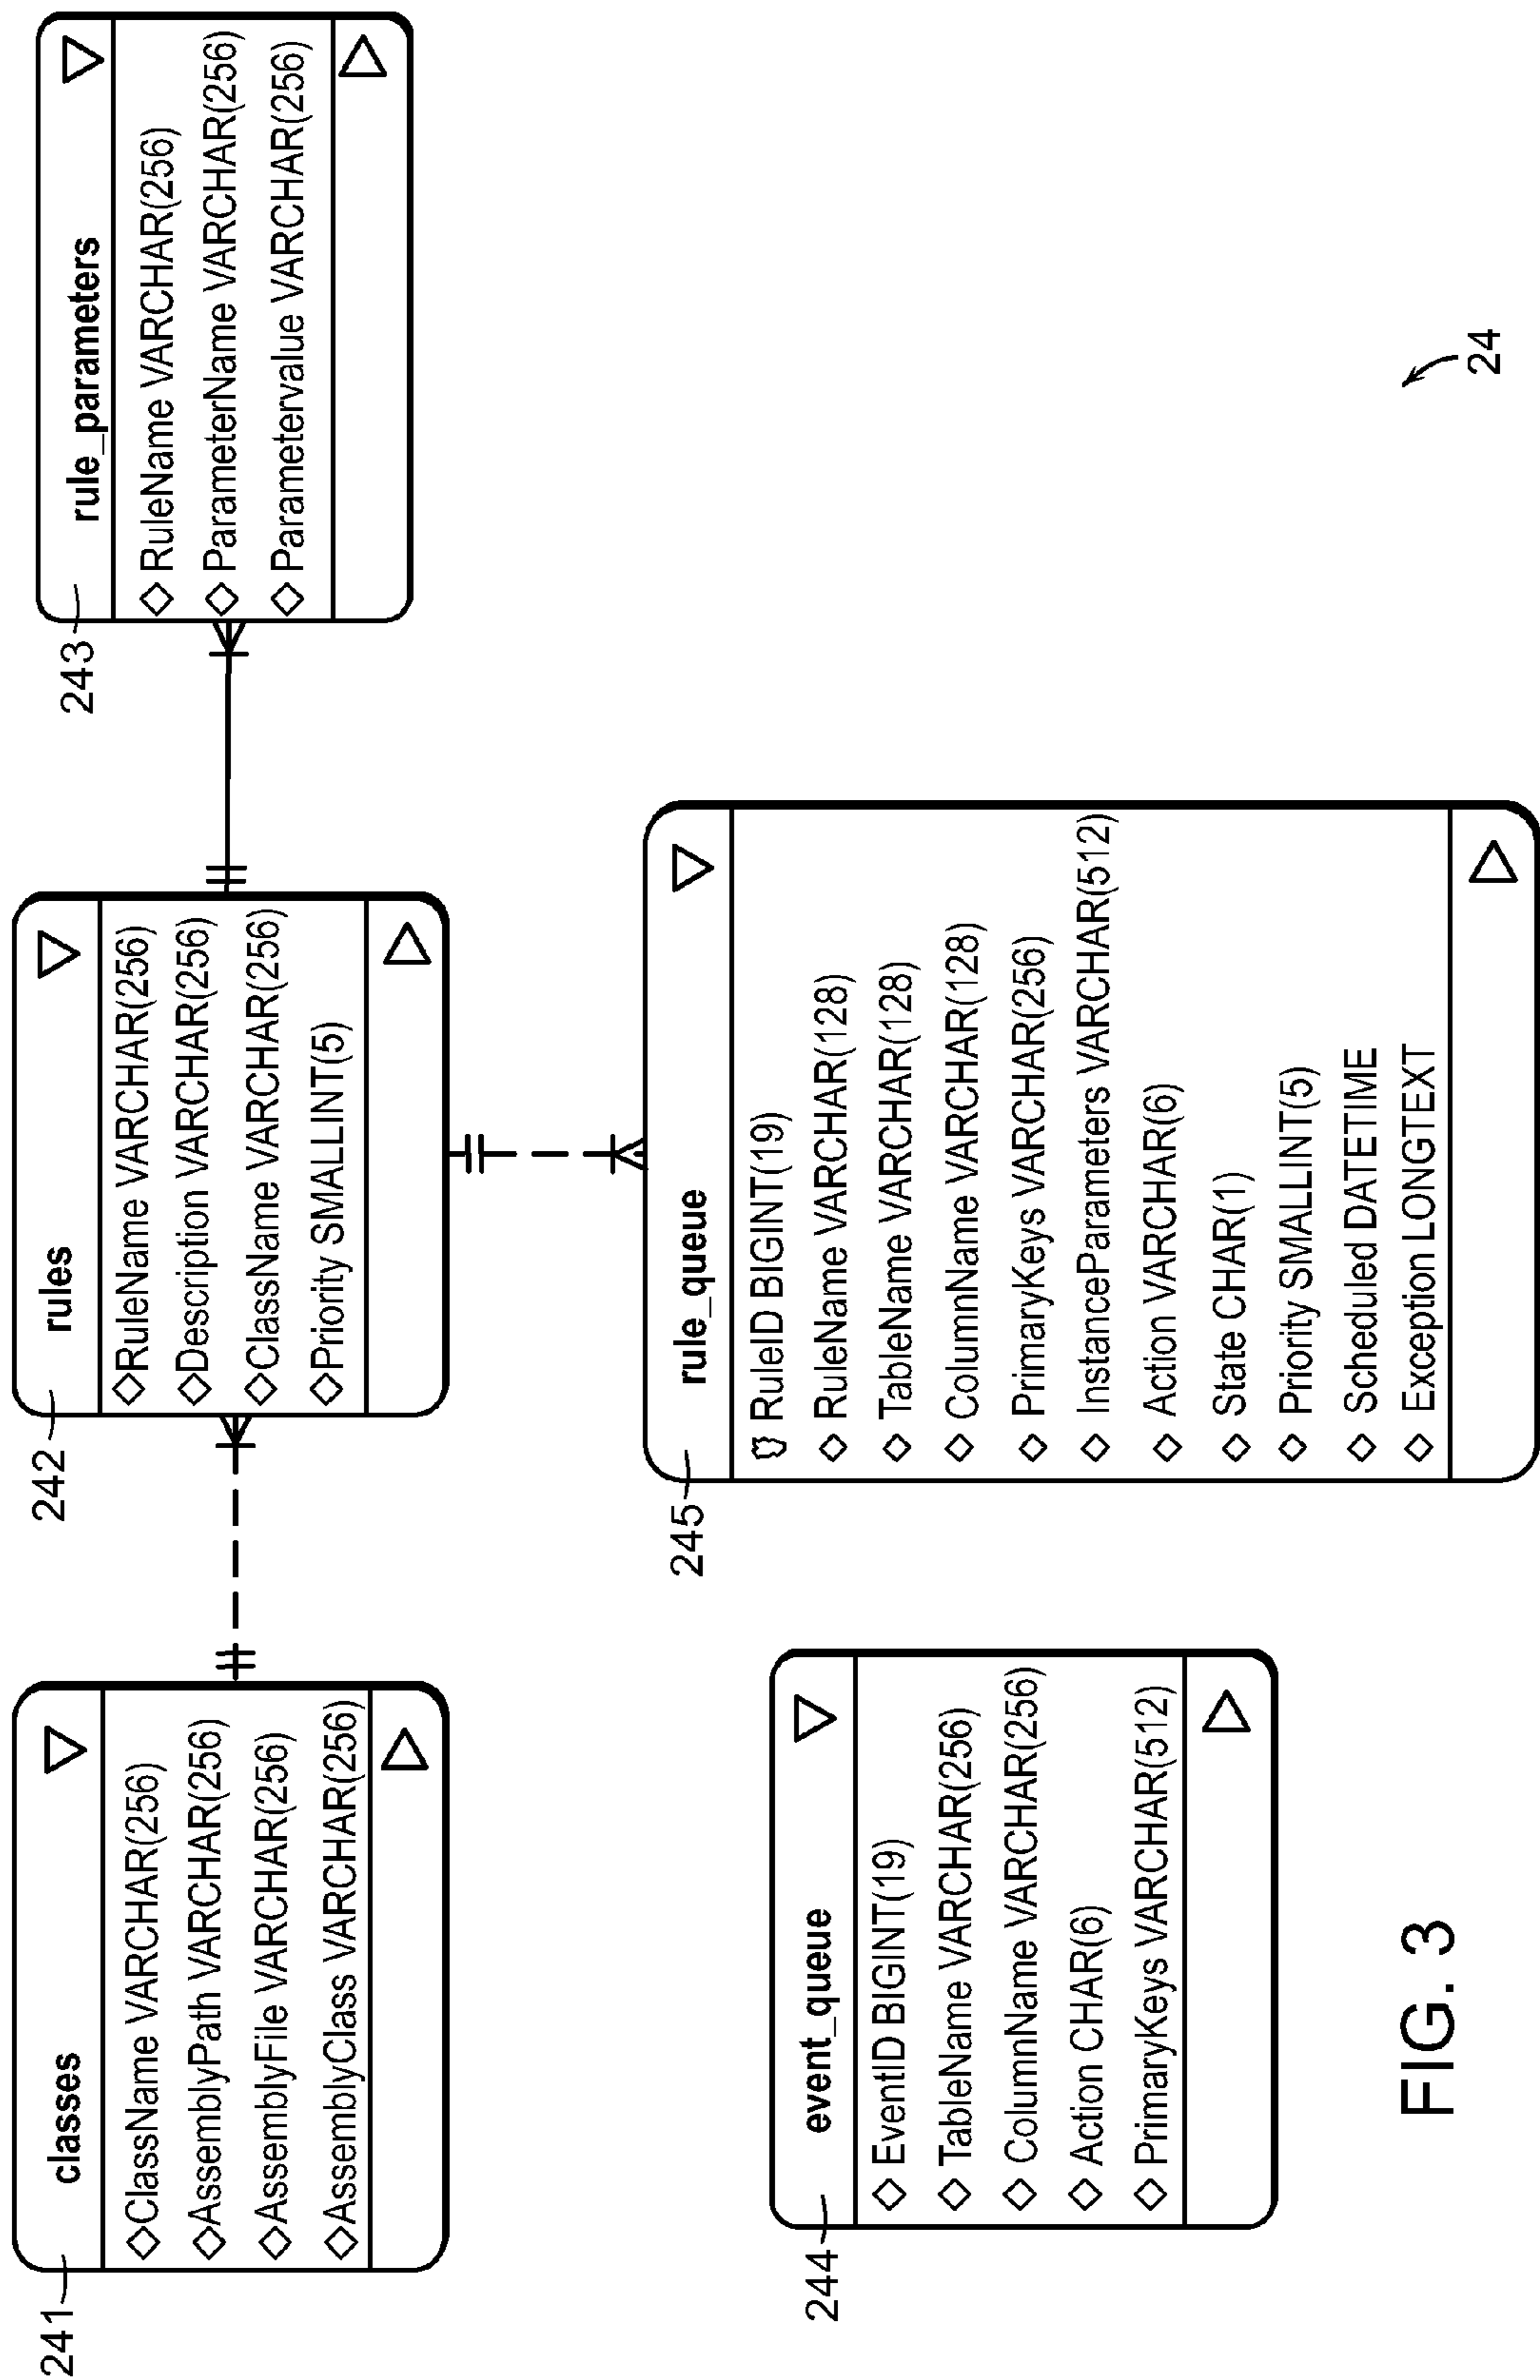 241
classes
ClassName VARCHAR(256)
AssemblyPath VARCHAR(256)
AssemblyFile VARCHAR(256)
AssemblyClass VARCHAR(256)
242
rules
RuleName VARCHAR(256)
Description VARCHAR(256)
ClassName VARCHAR(256)
Priority SMALLINT(5)
243
rule_parameters
RuleName VARCHAR(256)
ParameterName VARCHAR(256)
Parametervalue VARCHAR(256)
244
event_queue
EventID BIGINT(19)
TableName VARCHAR(256)
ColumnName VARCHAR(256)
Action CHAR(6)
PrimaryKeys VARCHAR(512)
245
rule_queue
RuleID BIGINT(19)
RuleName VARCHAR(128)
TableName VARCHAR(128)
ColumnName VARCHAR(128)
PrimaryKeys VARCHAR(256)
InstanceParameters VARCHAR(512)
Action VARCHAR(6)
State CHAR(1)
Priority SMALLINT(5)
Scheduled DATETIME
Exception LONGTEXT
24
FIG. 3